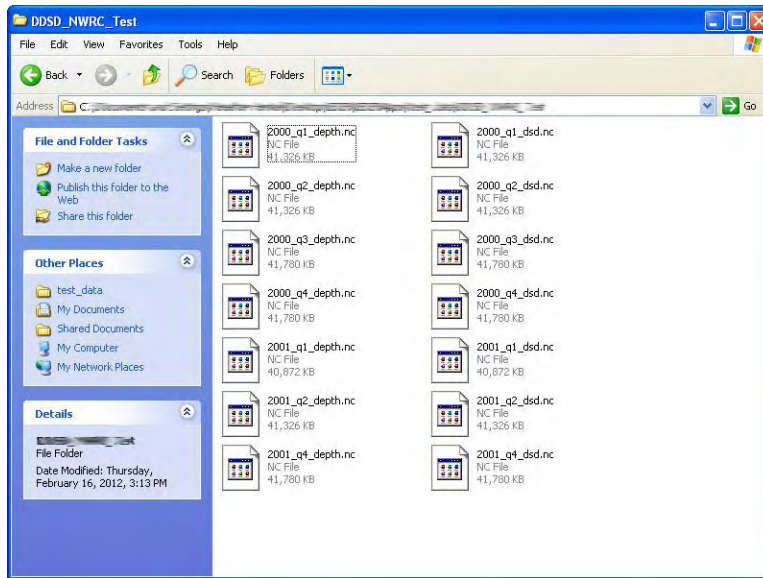 DDSD_NWRC_Test
File Edit View Favorites Tools Help
Back Search Folders
Address C Go
File and Folder Tasks
Make a new folder
Publish this folder to the
Web
Share this folder
Other Places
test_data
My Documents
Shared Documents
My Computer
My Network Places
Details
File Folder
Date Modified: Thursday,
February 16, 2012, 3:13 PM
2000_q1_depth.nc
NC File
41,326 KB
2000_q1_dsd.nc
NC File
41,326 KB
2000_q2_depth.nc
NC File
41,326 KB
2000_q2_dsd.nc
NC File
41,326 KB
2000_q3_depth.nc
NC File
41,780 KB
2000_q3_dsd.nc
NC File
41,780 KB
2000_q4_depth.nc
NC File
41,780 KB
2000_q4_dsd.nc
NC File
41,780 KB
2001_q1_depth.nc
NC File
40,872 KB
2001_q1_dsd.nc
NC File
40,872 KB
2001_q2_depth.nc
NC File
41,326 KB
2001_q2_dsd.nc
NC File
41,326 KB
2001_q4_depth.nc
NC File
41,780 KB
2001_q4_dsd.nc
NC File
41,780 KB